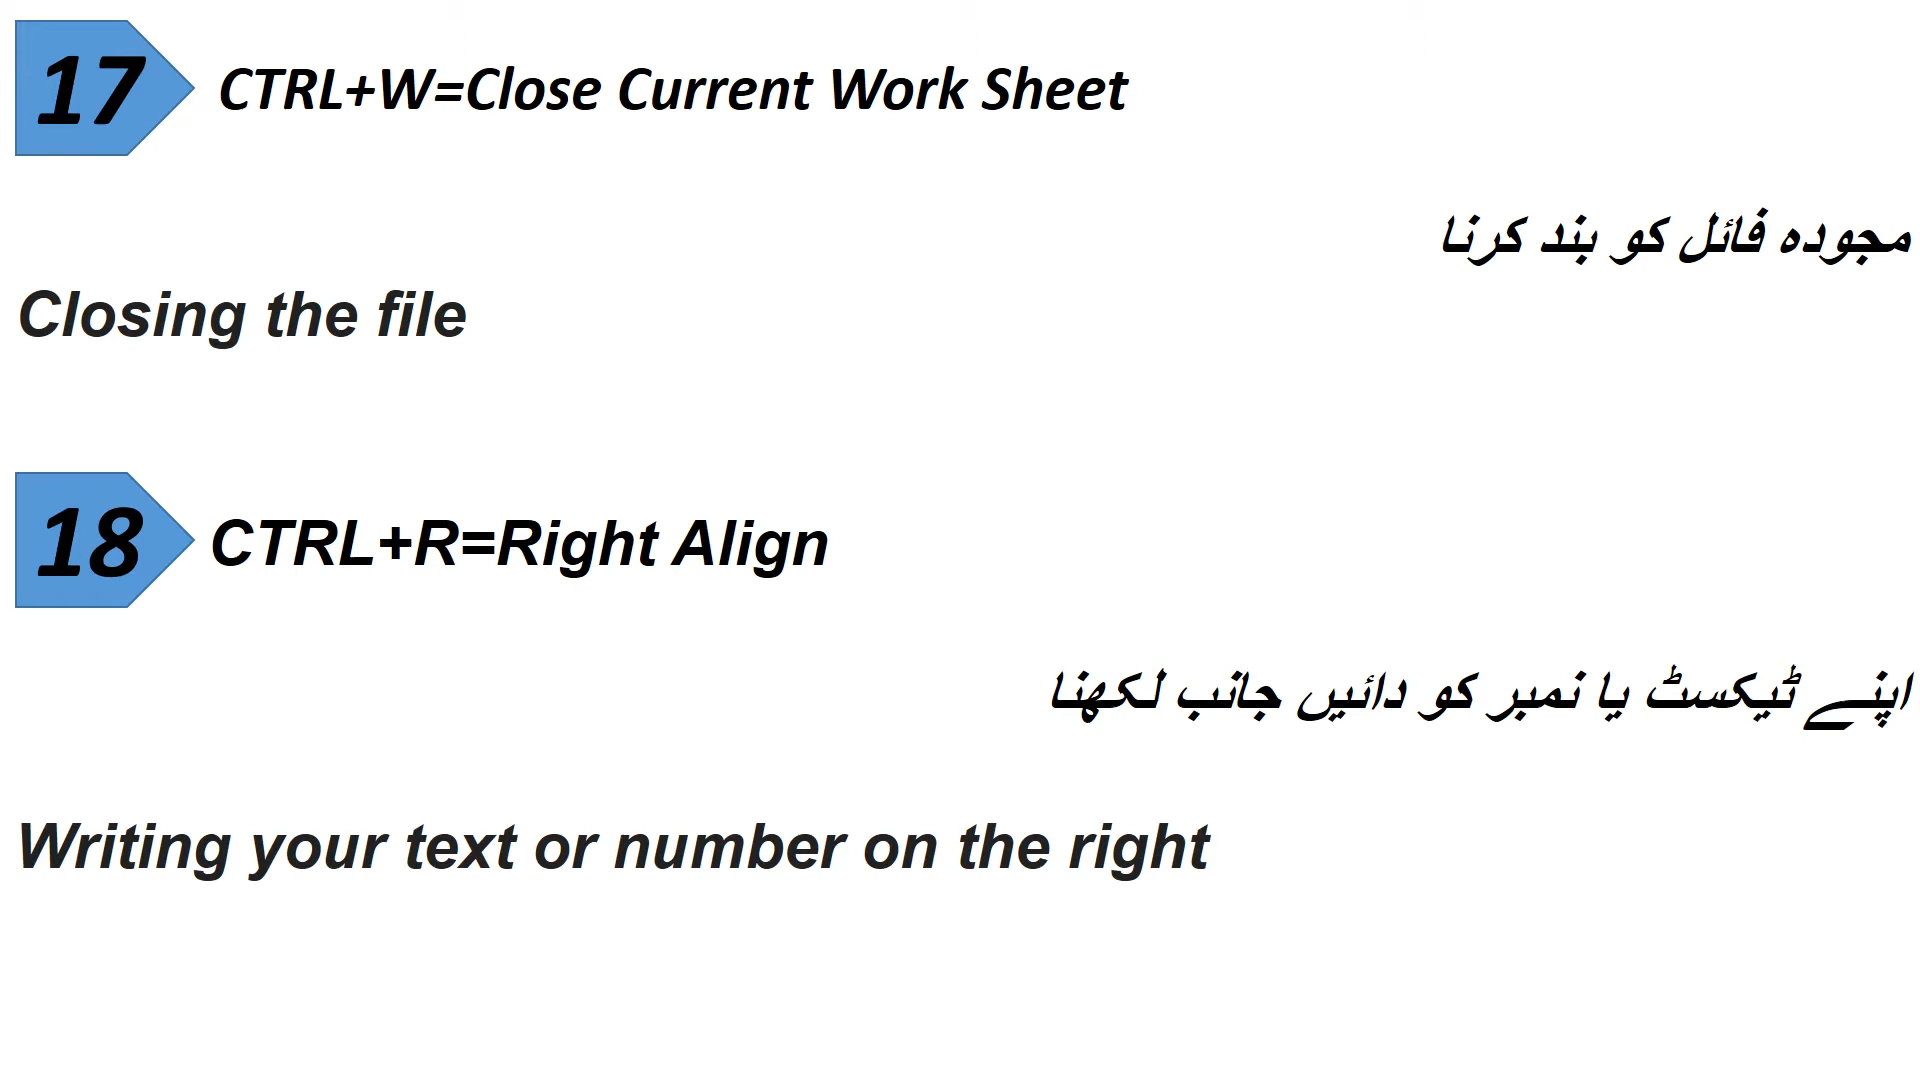 17 CTRL+W=Close Current Work Sheet
مجودہ فائل کو بند کرنا
Closing the file
18 CTRL+R=Right Align
اپنے ٹیکسٹ یا نمبر کو دائیں جانب لکھنا
Writing your text or number on the right